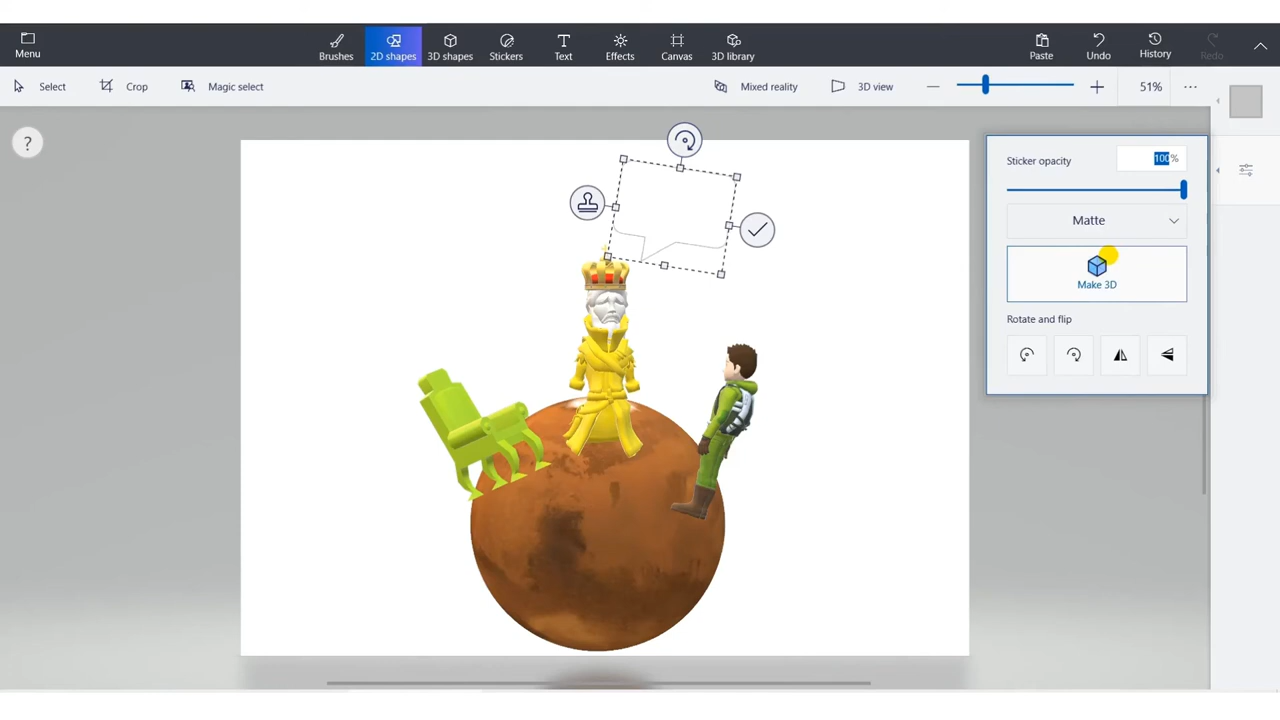 Menu
Brushes
2D shapes
3D shapes
Stickers
Text
Effects
Canvas
3D library
Paste
Undo
History
Redo
Select
Crop
Magic select
Mixed reality
3D view
51%
?
Sticker opacity
100%
Matte
Make 3D
Rotate and flip